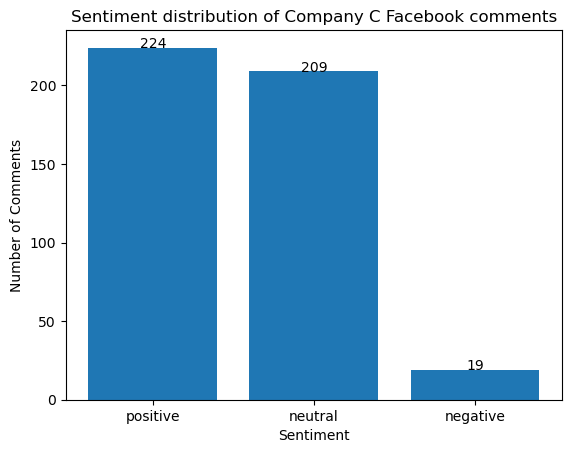 Sentiment distribution of Company C Facebook comments
224
209
19
200
150
100
50
0
Number of Comments
positive
neutral
negative
Sentiment